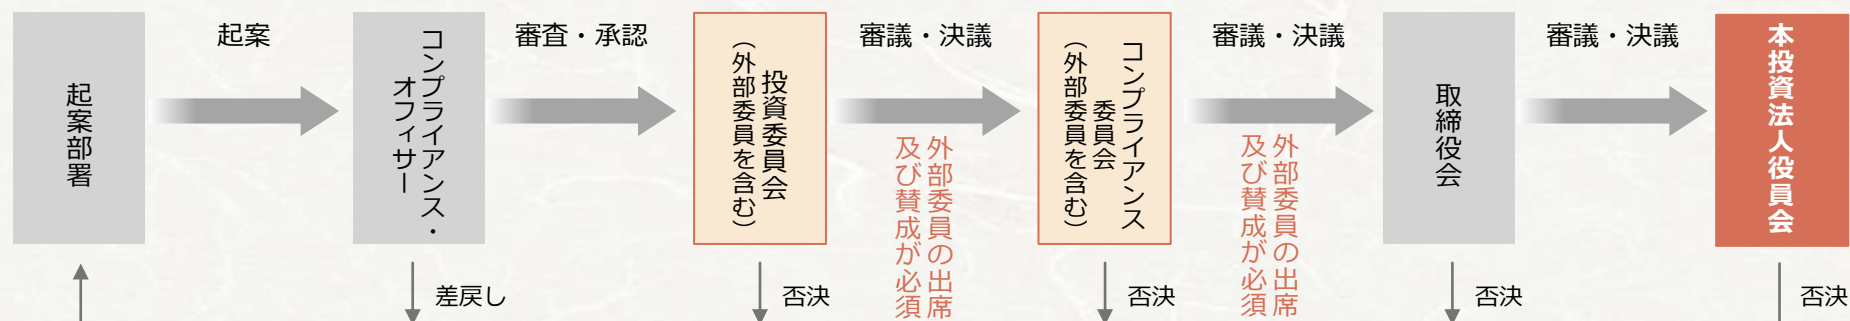 起案部署
起案
コンプライアンス・
オフィサー
審査・承認
投資委員会
（外部委員を含む）
審議・決議
外部委員の出席
及び賛成が必須
コンプライアンス
委員会
（外部委員を含む）
審議・決議
外部委員の出席
及び賛成が必須
取締役会
審議・決議
本投資法人役員会
差戻し
否決
否決
否決
否決